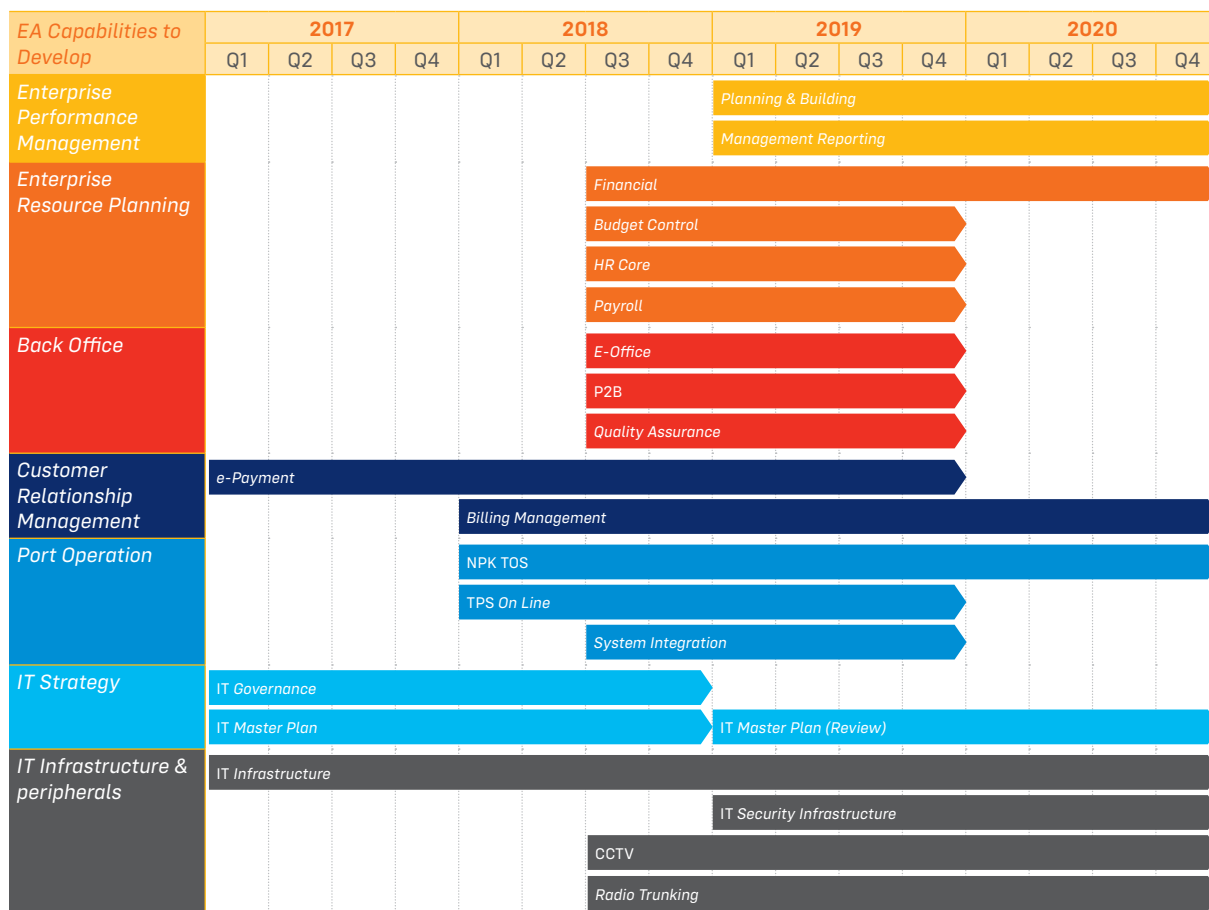 EA Capabilities to
Develop
2017 2018 2019 2020
Q1 Q2 Q3 Q4 Q1 Q2 Q3 Q4 Q1 Q2 Q3 Q4 Q1 Q2 Q3 Q4
Enterprise
Performance
Management
Planning & Building
Management Reporting
Enterprise
Resource Planning
Financial
Budget Control
HR Core
Payroll
Back Office
E-Office
P2B
Quality Assurance
Customer
Relationship
Management
e-Payment
Billing Management
Port Operation
NPK TOS
TPS On Line
System Integration
IT Strategy
IT Governance
IT Master Plan IT Master Plan (Review)
IT Infrastructure &
peripherals
IT Infrastructure
IT Security Infrastructure
CCTV
Radio Trunking